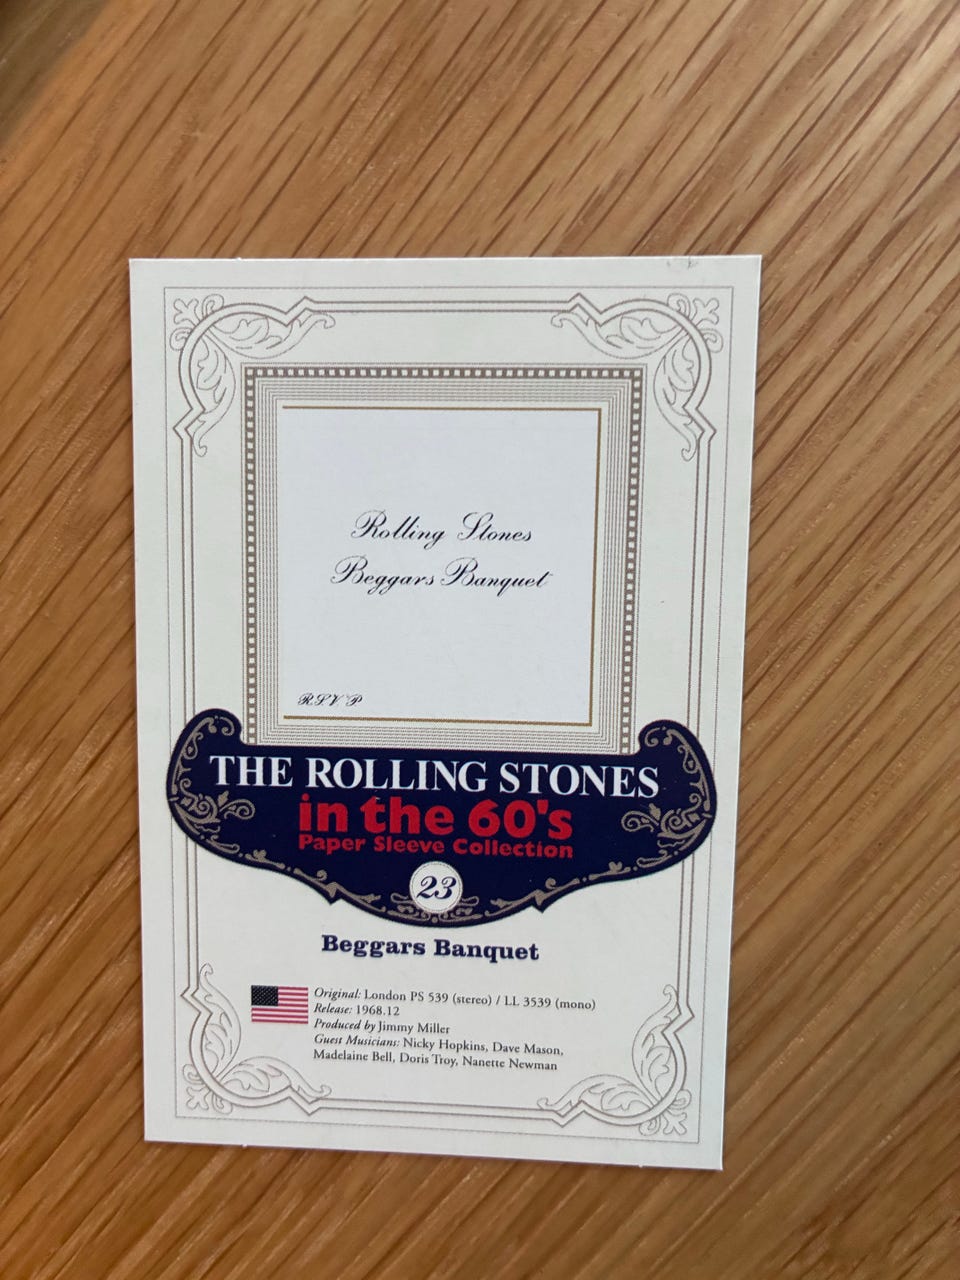 Rolling Stones
Beggars Banquet
R.S.V.P
THE ROLLING STONES
in the 60's
Paper Sleeve Collection
23
Beggars Banquet
Original: London PS 539 (stereo) / LL 3539 (mono)
Release: 1968.12
Produced by Jimmy Miller
Guest Musicians: Nicky Hopkins, Dave Mason,
Madelaine Bell, Doris Troy, Nanette Newman